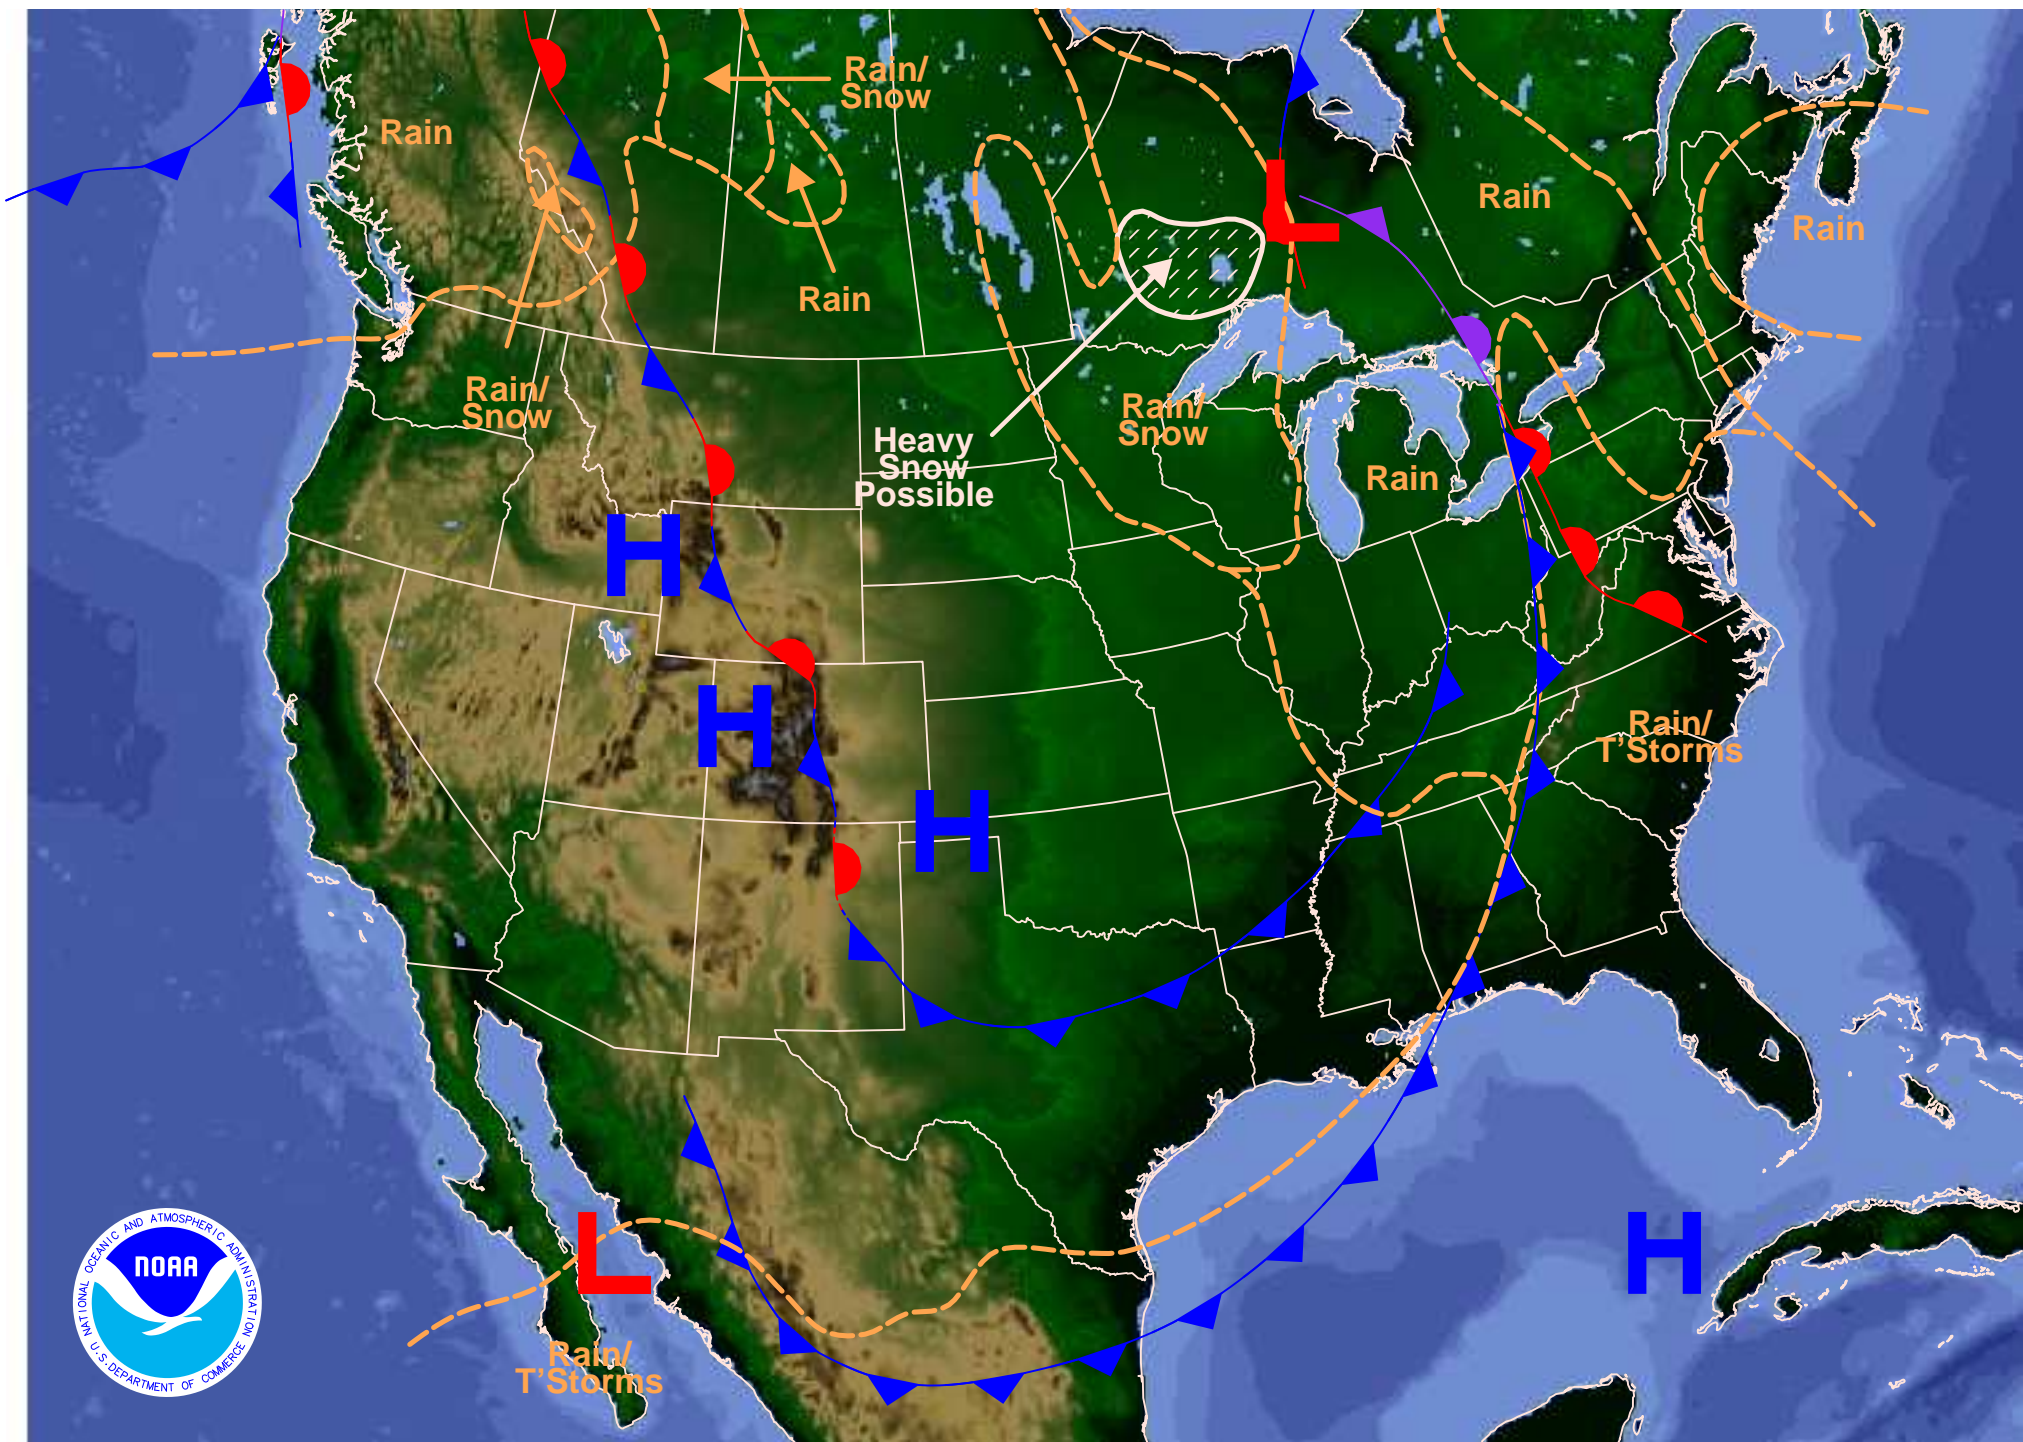 Rain/
Snow
Rain
Rain
Rain
Rain
Rain/
Snow
Rain/
Snow
Heavy
Snow
Possible
Rain
H
H
H
L
Rain/
T'Storms
L
H
Rain/
T'Storms
NATIONAL OCEANIC AND ATMOSPHERIC ADMINISTRATION
NOAA
U.S. DEPARTMENT OF COMMERCE